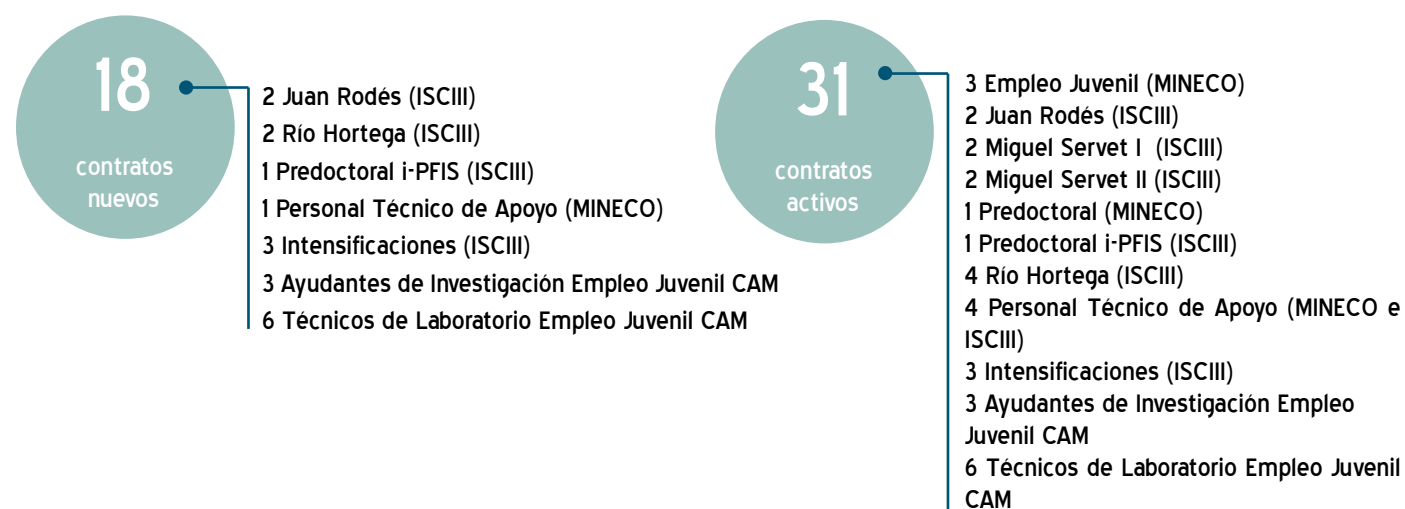 18
contratos
nuevos
2 Juan Rodés (ISCIII)
2 Río Hortega (ISCIII)
1 Predoctoral i-PFIS (ISCIII)
1 Personal Técnico de Apoyo (MINECO)
3 Intensificaciones (ISCIII)
3 Ayudantes de Investigación Empleo Juvenil CAM
6 Técnicos de Laboratorio Empleo Juvenil CAM
31
contratos
activos
3 Empleo Juvenil (MINECO)
2 Juan Rodés (ISCIII)
2 Miguel Servet I (ISCIII)
2 Miguel Servet II (ISCIII)
1 Predoctoral (MINECO)
1 Predoctoral i-PFIS (ISCIII)
4 Río Hortega (ISCIII)
4 Personal Técnico de Apoyo (MINECO e
ISCIII)
3 Intensificaciones (ISCIII)
3 Ayudantes de Investigación Empleo
Juvenil CAM
6 Técnicos de Laboratorio Empleo Juvenil
CAM